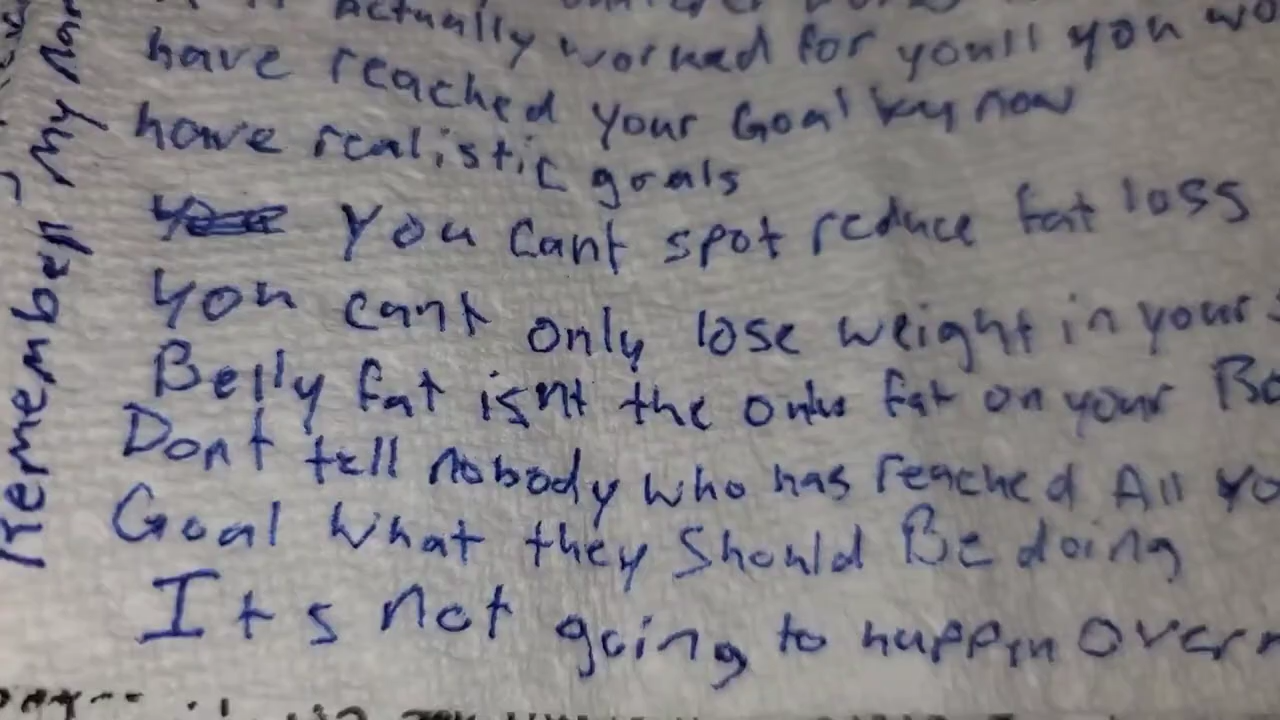 Actually worked for youll you wo
have reached your Goal by now
have realistic goals
You Cant spot reduce fat loss
you cant only lose weight in your
Belly fat isnt the only fat on your Bo
Dont tell nobody who has reached All yo
Goal What they Should Be doing
Its not going to happin Overn
Remember my nam